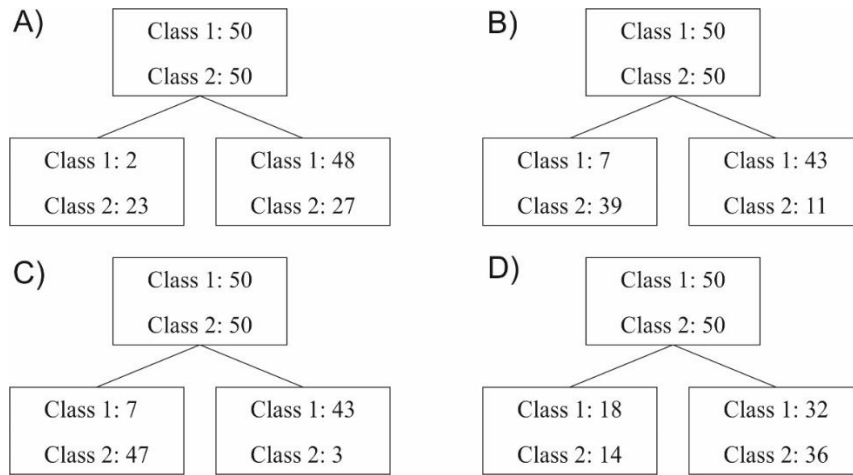 A)
Class 1: 50
Class 2: 50
Class 1: 2
Class 2: 23
Class 1: 48
Class 2: 27
B)
Class 1: 50
Class 2: 50
Class 1: 7
Class 2: 39
Class 1: 43
Class 2: 11
C)
Class 1: 50
Class 2: 50
Class 1: 7
Class 2: 47
Class 1: 43
Class 2: 3
D)
Class 1: 50
Class 2: 50
Class 1: 18
Class 2: 14
Class 1: 32
Class 2: 36